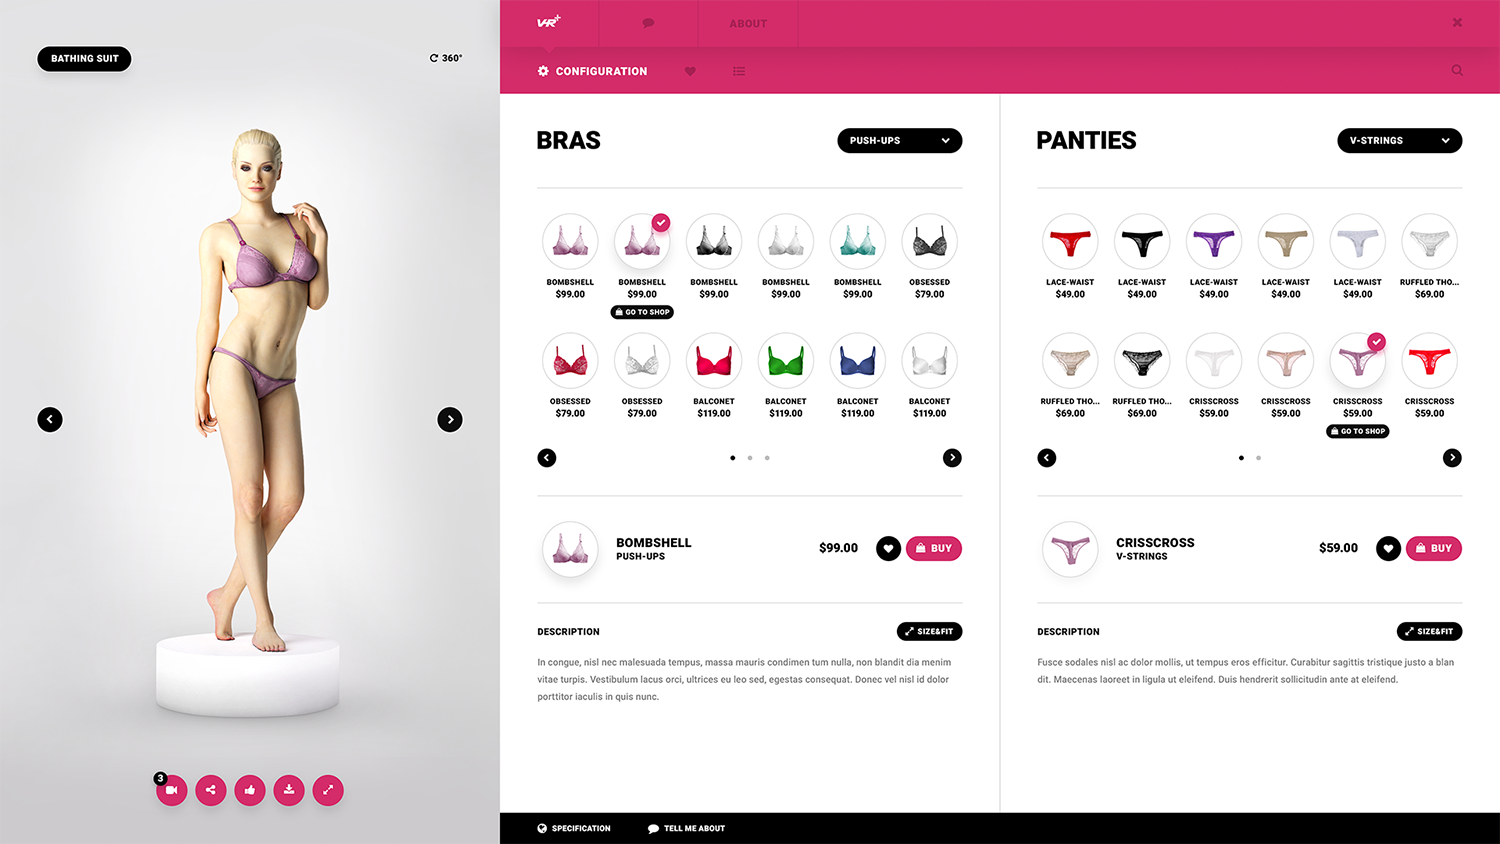 BATHING SUIT
360°
VR+
ABOUT
CONFIGURATION
BRAS
PUSH-UPS
BOMBSHELL
$99.00
BOMBSHELL
$99.00
GO TO SHOP
BOMBSHELL
$99.00
BOMBSHELL
$99.00
BOMBSHELL
$99.00
OBSESSED
$79.00
OBSESSED
$79.00
OBSESSED
$79.00
BALCONET
$119.00
BALCONET
$119.00
BALCONET
$119.00
BALCONET
$119.00
BOMBSHELL
PUSH-UPS
$99.00
BUY
DESCRIPTION
SIZE&FIT
In congue, nisl nec malesuada tempus, massa mauris condimen tum nulla, non blandit dia menim
vitae turpis. Vestibulum lacus orci, ultrices eu leo sed, egestas consequat. Donec vel nisl id dolor
porttitor iaculis in quis nunc.
PANTIES
V-STRINGS
LACE-WAIST
$49.00
LACE-WAIST
$49.00
LACE-WAIST
$49.00
LACE-WAIST
$49.00
LACE-WAIST
$49.00
RUFFLED THO...
$69.00
RUFFLED THO...
$69.00
RUFFLED THO...
$69.00
CRISSCROSS
$59.00
CRISSCROSS
$59.00
CRISSCROSS
$59.00
GO TO SHOP
CRISSCROSS
$59.00
CRISSCROSS
V-STRINGS
$59.00
BUY
DESCRIPTION
SIZE&FIT
Fusce sodales nisl ac dolor mollis, ut tempus eros efficitur. Curabitur sagittis tristique justo a blan
dit. Maecenas laoreet in ligula ut eleifend. Duis hendrerit sollicitudin ante at eleifend.
3
SPECIFICATION
TELL ME ABOUT